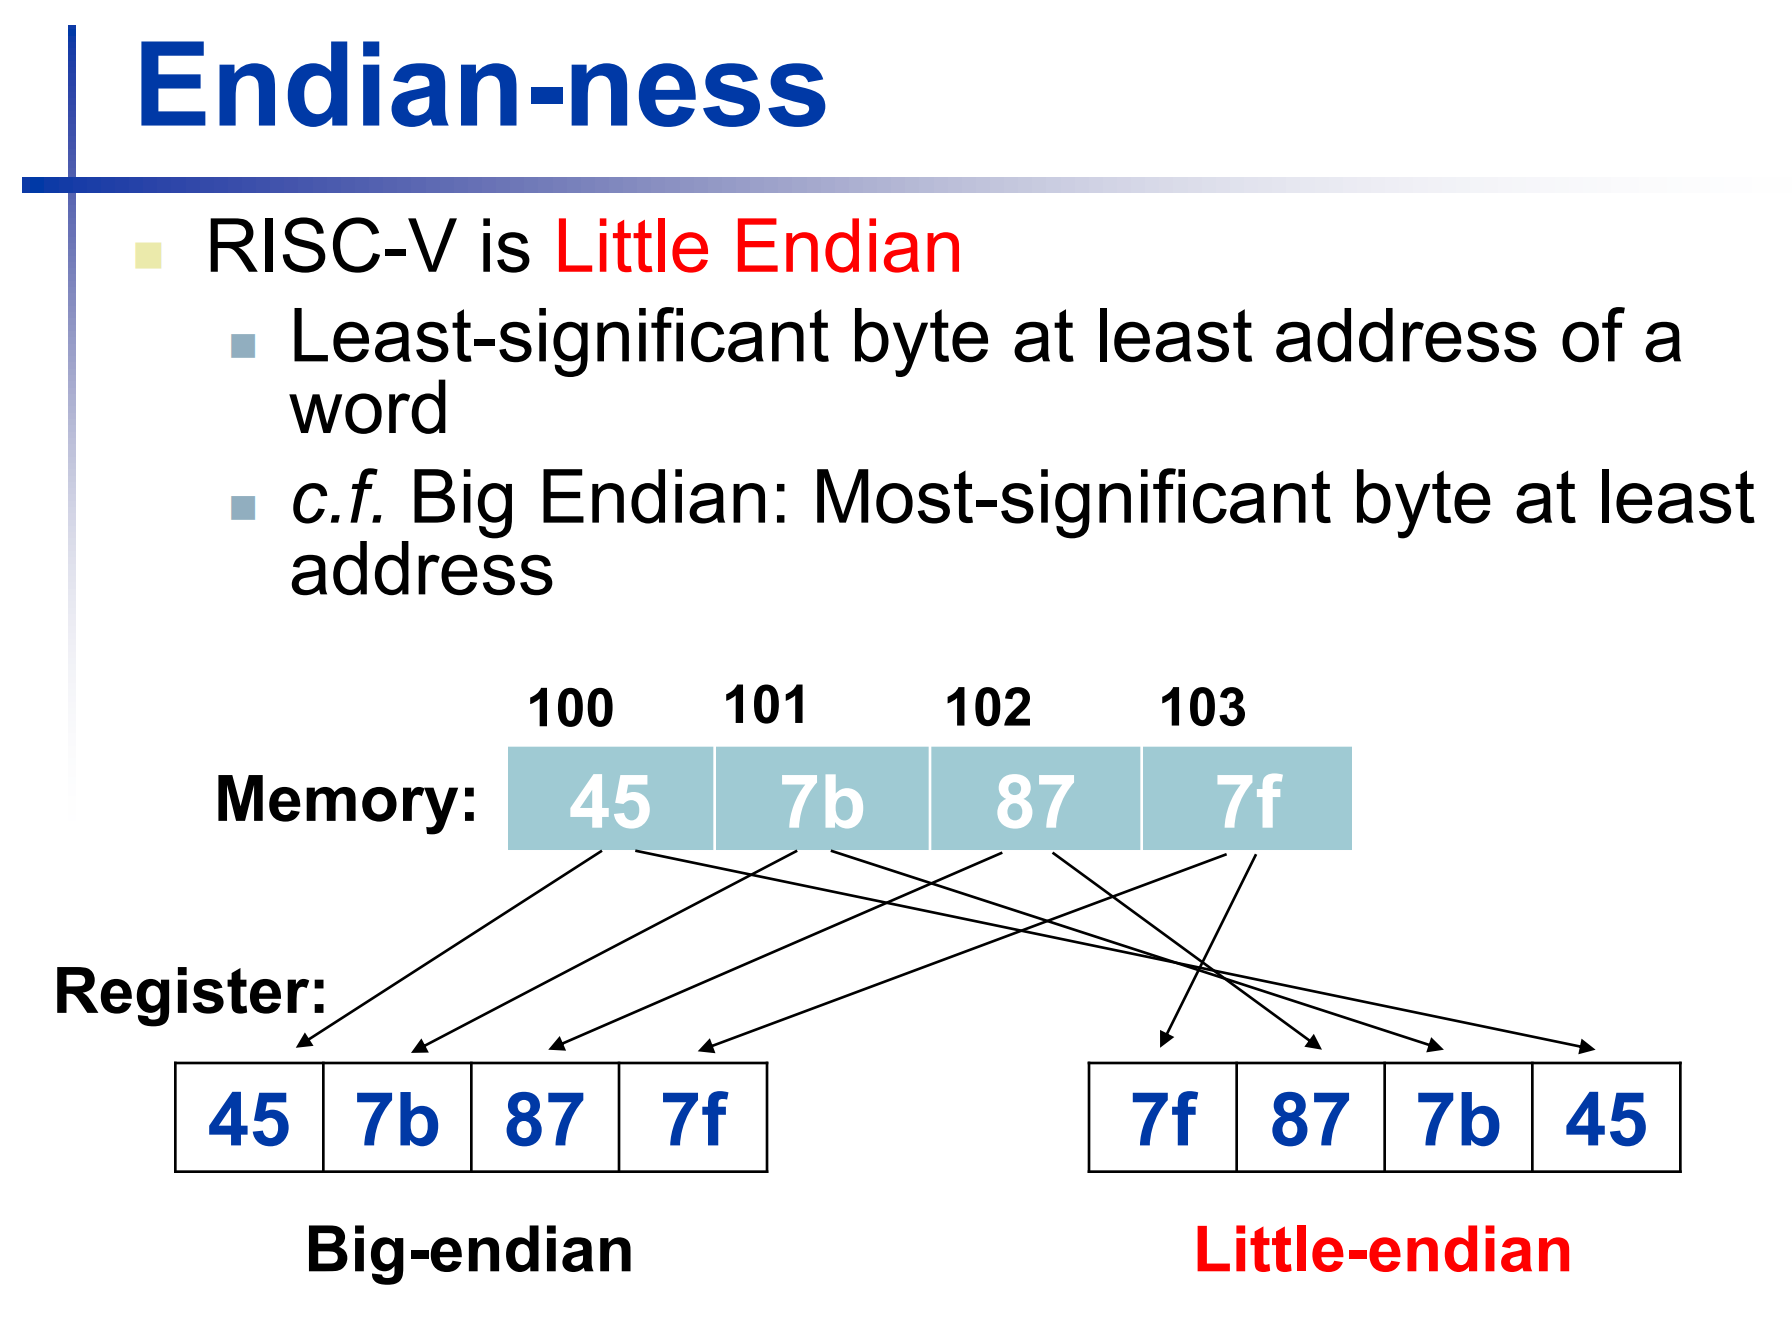 Endian-ness
RISC-V is Little Endian
Least-significant byte at least address of a
word
c.f. Big Endian: Most-significant byte at least
address
100 101 102 103
Memory: 45 7b 87 7f
Register:
45 7b 87 7f 7f 87 7b 45
Big-endian Little-endian